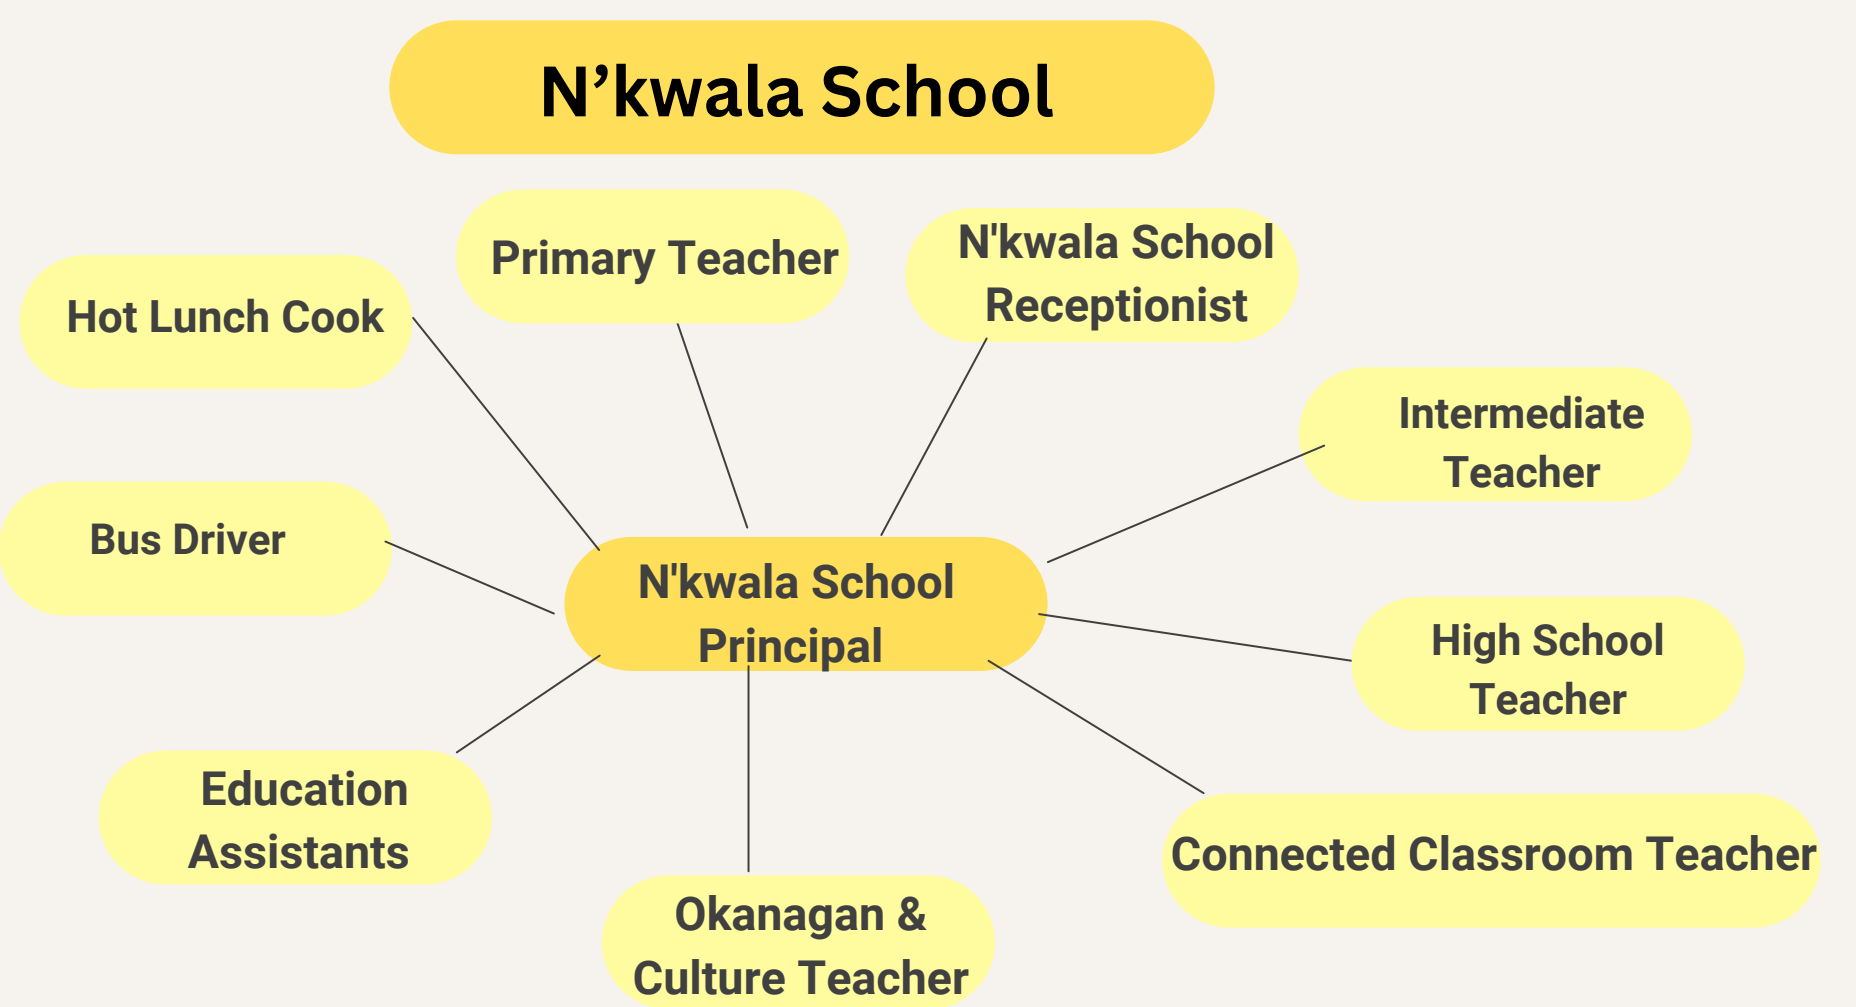 N’kwala School
Primary Teacher
N'kwala School
Receptionist
Hot Lunch Cook
Intermediate
Teacher
Bus Driver
N'kwala School
Principal
High School
Teacher
Education
Assistants
Connected Classroom Teacher
Okanagan &
Culture Teacher